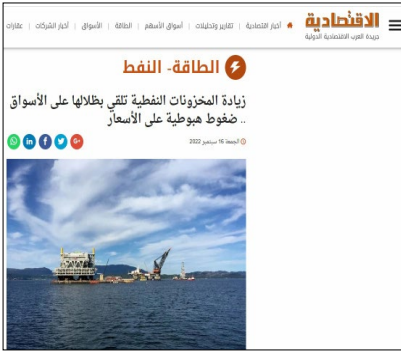 الاقتصادية
جريدة العرب الاقتصادية الدولية
أخبار اقتصادية | تقارير وتحليلات | أسواق الأسهم | الطاقة | الأسواق | أخبار الشركات | عقارات
الطاقة- النفط
زيادة المخزونات النفطية تلقي بظلالها على الأسواق
.. ضغوط هبوطية على الأسعار
الجمعة 16 سبتمبر 2022